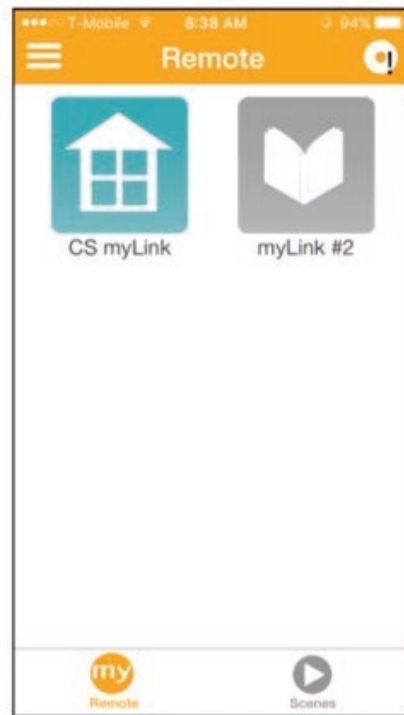 T-Mobile 8:38 AM 94%
Remote
!
CS myLink myLink #2
my
Remote Scenes